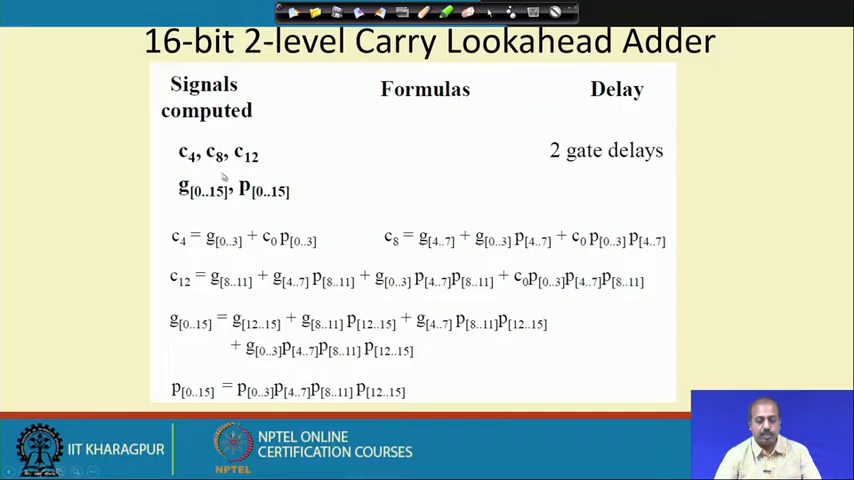 16-bit 2-level Carry Lookahead Adder
Signals computed Formulas Delay
c₄, c₈, c₁₂ 2 gate delays
g[0..15], p[0..15]
c₄ = g[0..3] + c₀ p[0..3] c₈ = g[4..7] + g[0..3] p[4..7] + c₀ p[0..3] p[4..7]
c₁₂ = g[8..11] + g[4..7] p[8..11] + g[0..3] p[4..7]p[8..11] + c₀p[0..3]p[4..7]p[8..11]
g[0..15] = g[12..15] + g[8..11] p[12..15] + g[4..7] p[8..11]p[12..15]
+ g[0..3]p[4..7]p[8..11] p[12..15]
p[0..15] = p[0..3]p[4..7]p[8..11] p[12..15]
IIT KHARAGPUR
NPTEL
NPTEL ONLINE
CERTIFICATION COURSES